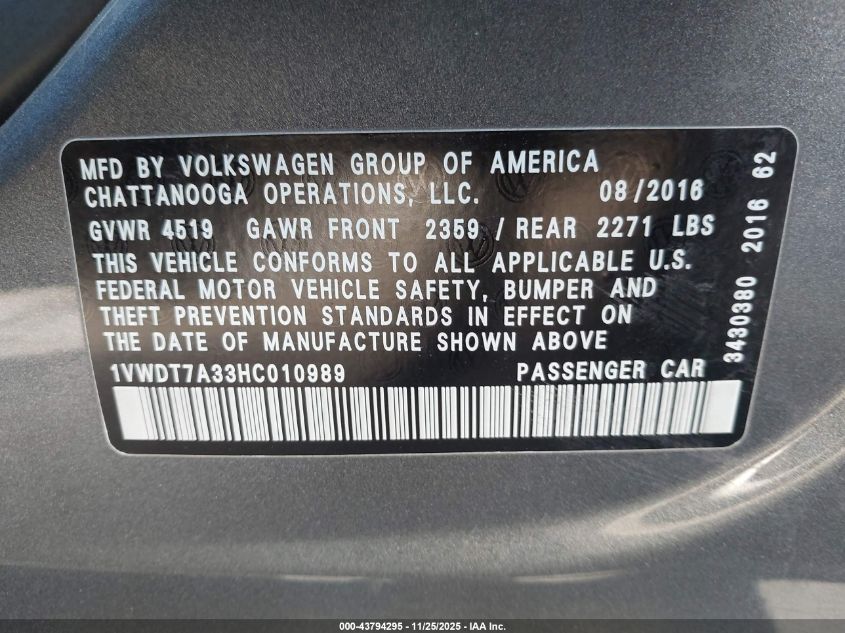 MFD BY VOLKSWAGEN GROUP OF AMERICA
CHATTANOOGA OPERATIONS, LLC. 08/2016
GVWR 4519 GAWR FRONT 2359 / REAR 2271 LBS
THIS VEHICLE CONFORMS TO ALL APPLICABLE U.S.
FEDERAL MOTOR VEHICLE SAFETY, BUMPER AND
THEFT PREVENTION STANDARDS IN EFFECT ON
THE DATE OF MANUFACTURE SHOWN ABOVE
1VWDT7A33HC010989 PASSENGER CAR
3430380 2016 62
000-43794295 - 11/25/2025 - IAA Inc.